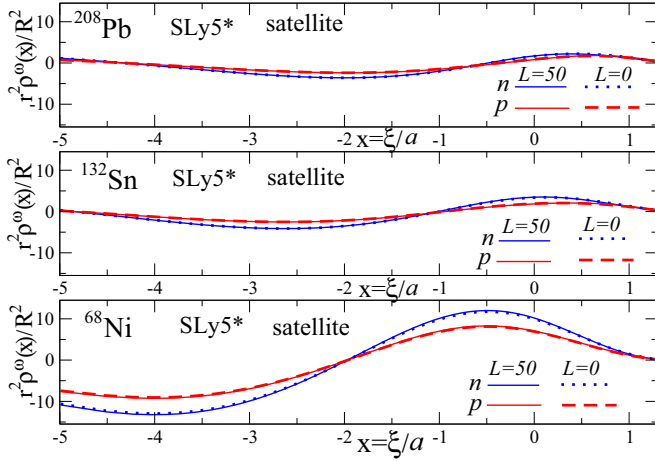 r²ρ^ω(x)/R²
10
0
-10
²⁰⁸Pb SLy5* satellite
L=50 L=0
n
p
-5 -4 -3 -2 -1 0 1
x=ξ/a
r²ρ^ω(x)/R²
10
0
-10
¹³²Sn SLy5* satellite
L=50 L=0
n
p
-5 -4 -3 -2 -1 0 1
x=ξ/a
r²ρ^ω(x)/R²
10
0
-10
⁶⁸Ni SLy5* satellite
L=50 L=0
n
p
-5 -4 -3 -2 -1 0 1
x=ξ/a